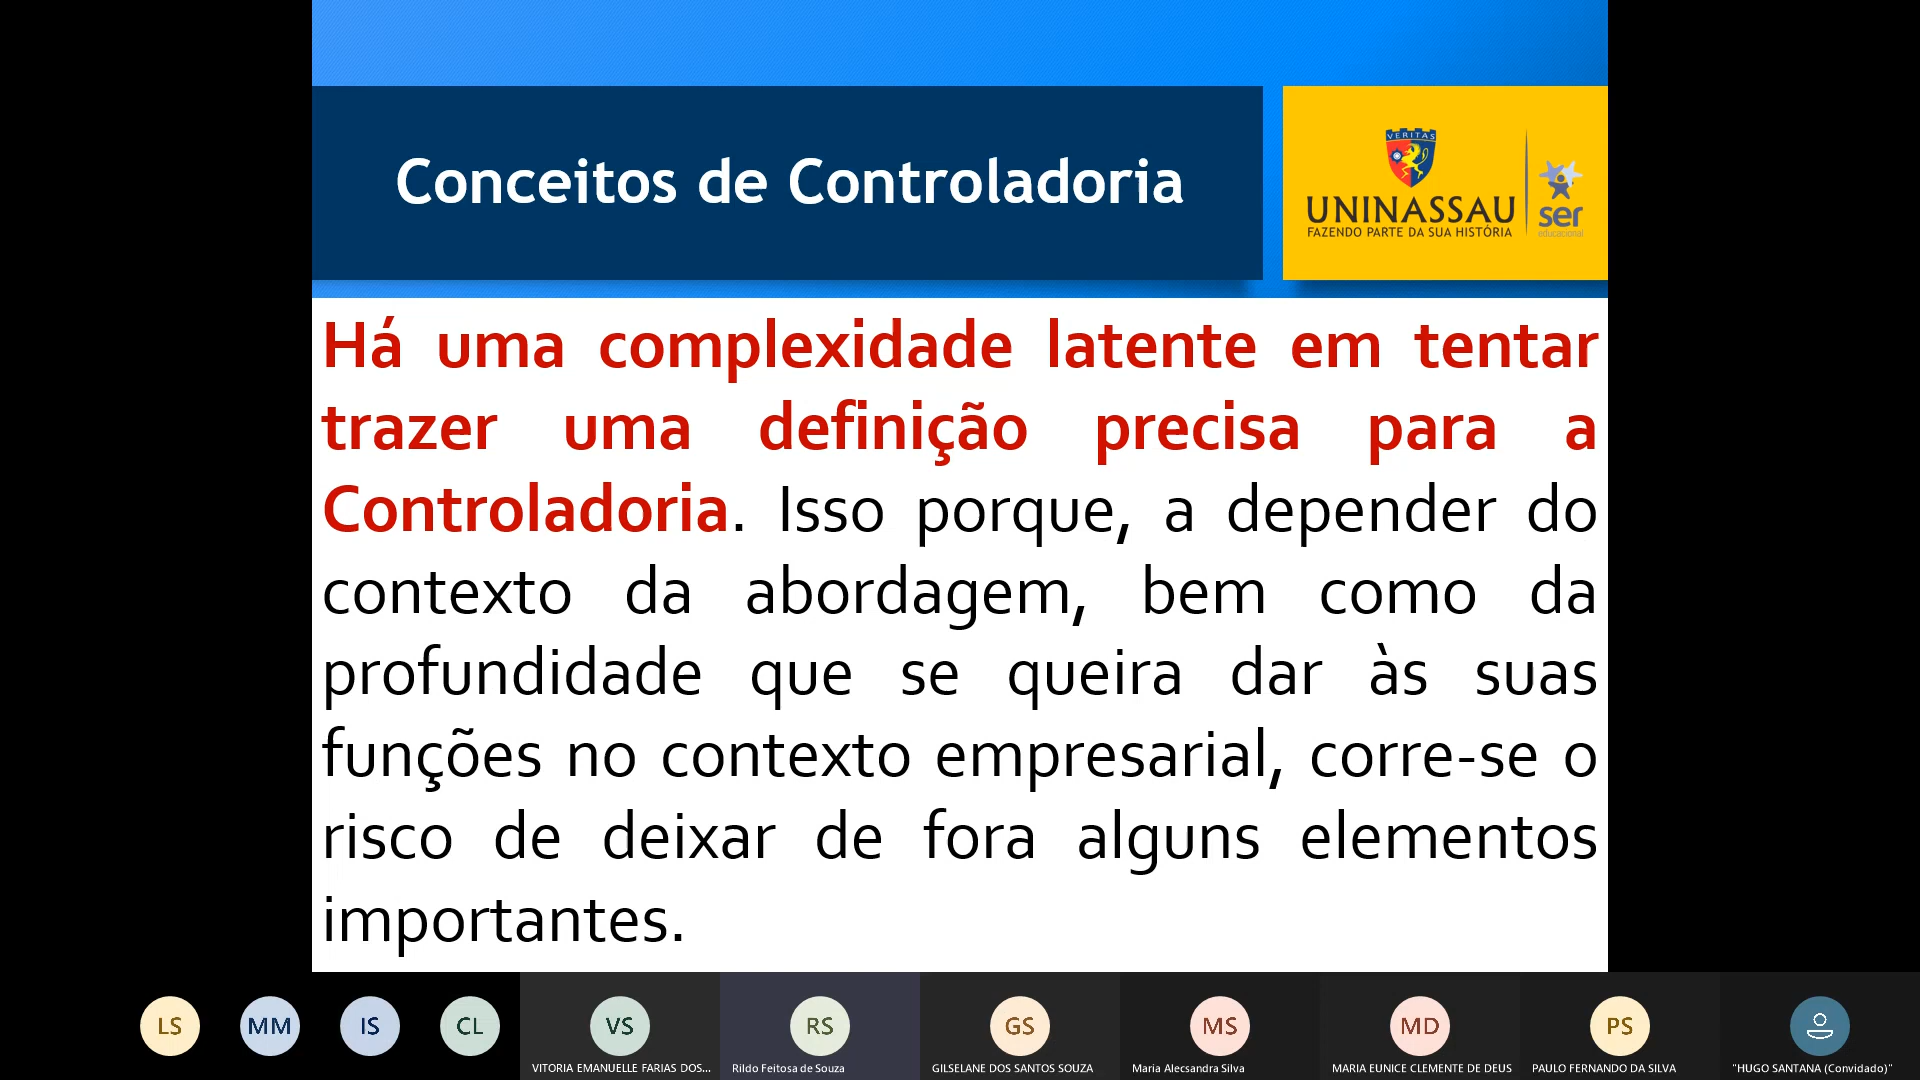 Conceitos de Controladoria
VERITAS
UNINASSAU
FAZENDO PARTE DA SUA HISTÓRIA
ser
educacional
Há uma complexidade latente em tentar
trazer uma definição precisa para a
Controladoria. Isso porque, a depender do
contexto da abordagem, bem como da
profundidade que se queira dar às suas
funções no contexto empresarial, corre-se o
risco de deixar de fora alguns elementos
importantes.
LS
MM
IS
CL
VS
RS
GS
MS
MD
PS
VITORIA EMANUELLE FARIAS DOS...
Rildo Feitosa de Souza
GILSELANE DOS SANTOS SOUZA
Maria Alecsandra Silva
MARIA EUNICE CLEMENTE DE DEUS
PAULO FERNANDO DA SILVA
"HUGO SANTANA (Convidado)"